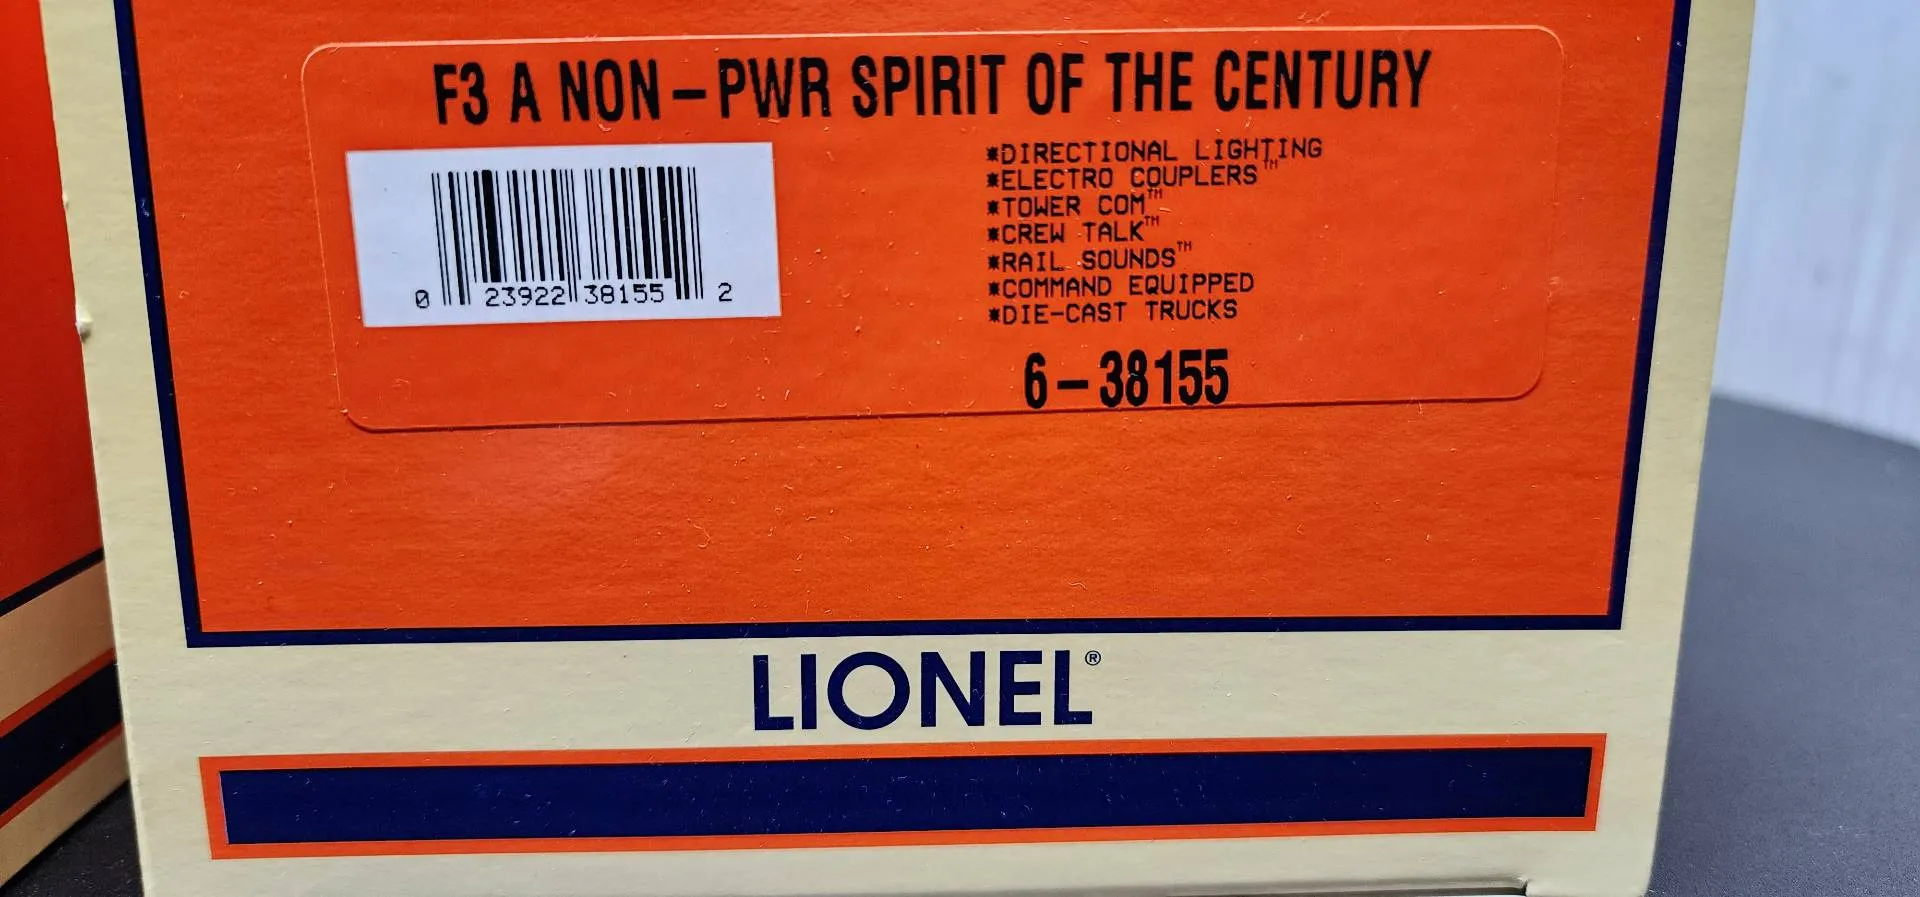 F3 A NON-PWR SPIRIT OF THE CENTURY
*DIRECTIONAL LIGHTING
*ELECTRO COUPLERS™
*TOWER COM™
*CREW TALK™
*RAIL SOUNDS™
*COMMAND EQUIPPED
*DIE-CAST TRUCKS
0 23922 38155 2
6-38155
LIONEL®